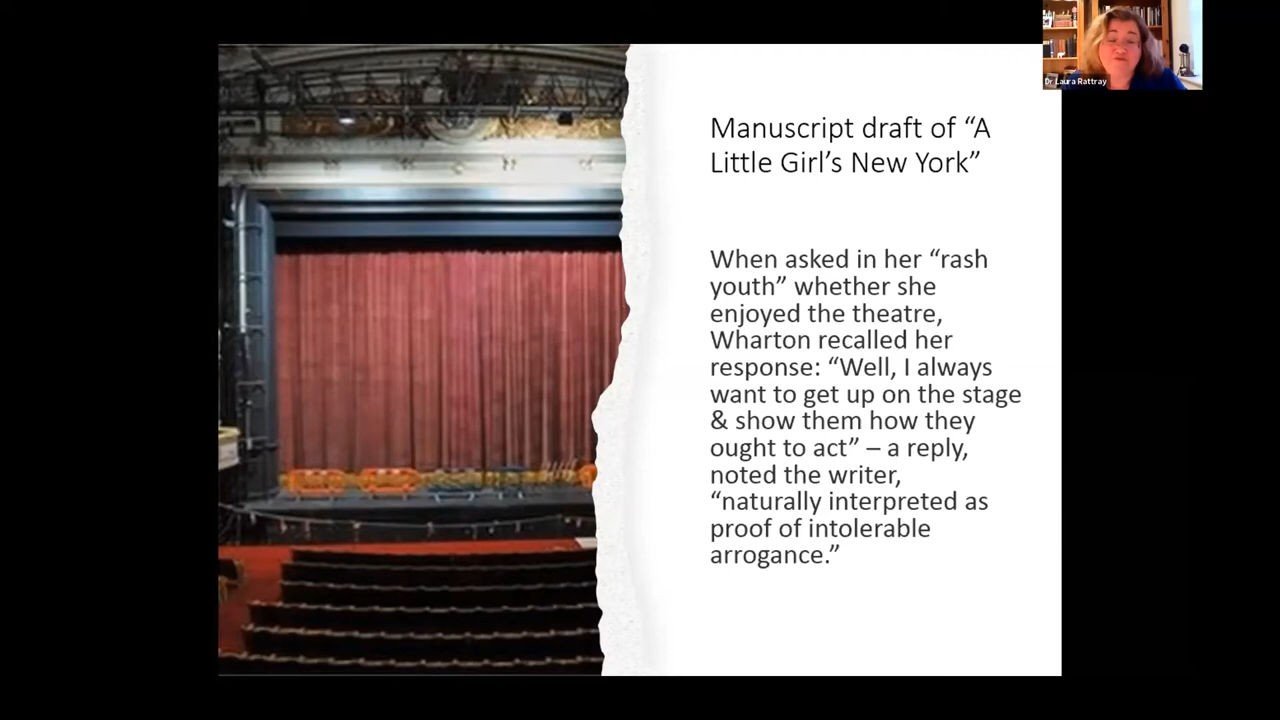 Dr Laura Rattray
Manuscript draft of “A
Little Girl’s New York”
When asked in her “rash
youth” whether she
enjoyed the theatre,
Wharton recalled her
response: “Well, I always
want to get up on the stage
& show them how they
ought to act” – a reply,
noted the writer,
“naturally interpreted as
proof of intolerable
arrogance.”